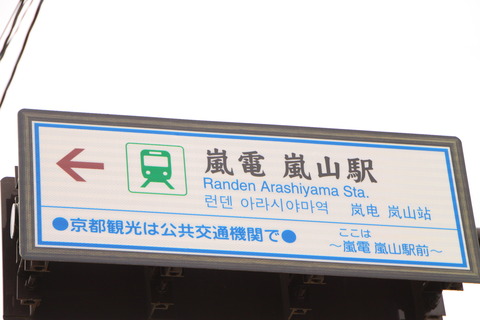 嵐電 嵐山駅
Randen Arashiyama Sta.
런덴 아라시야마역 岚电 岚山站
●京都観光は公共交通機関で●
ここは
～嵐電 嵐山駅前～